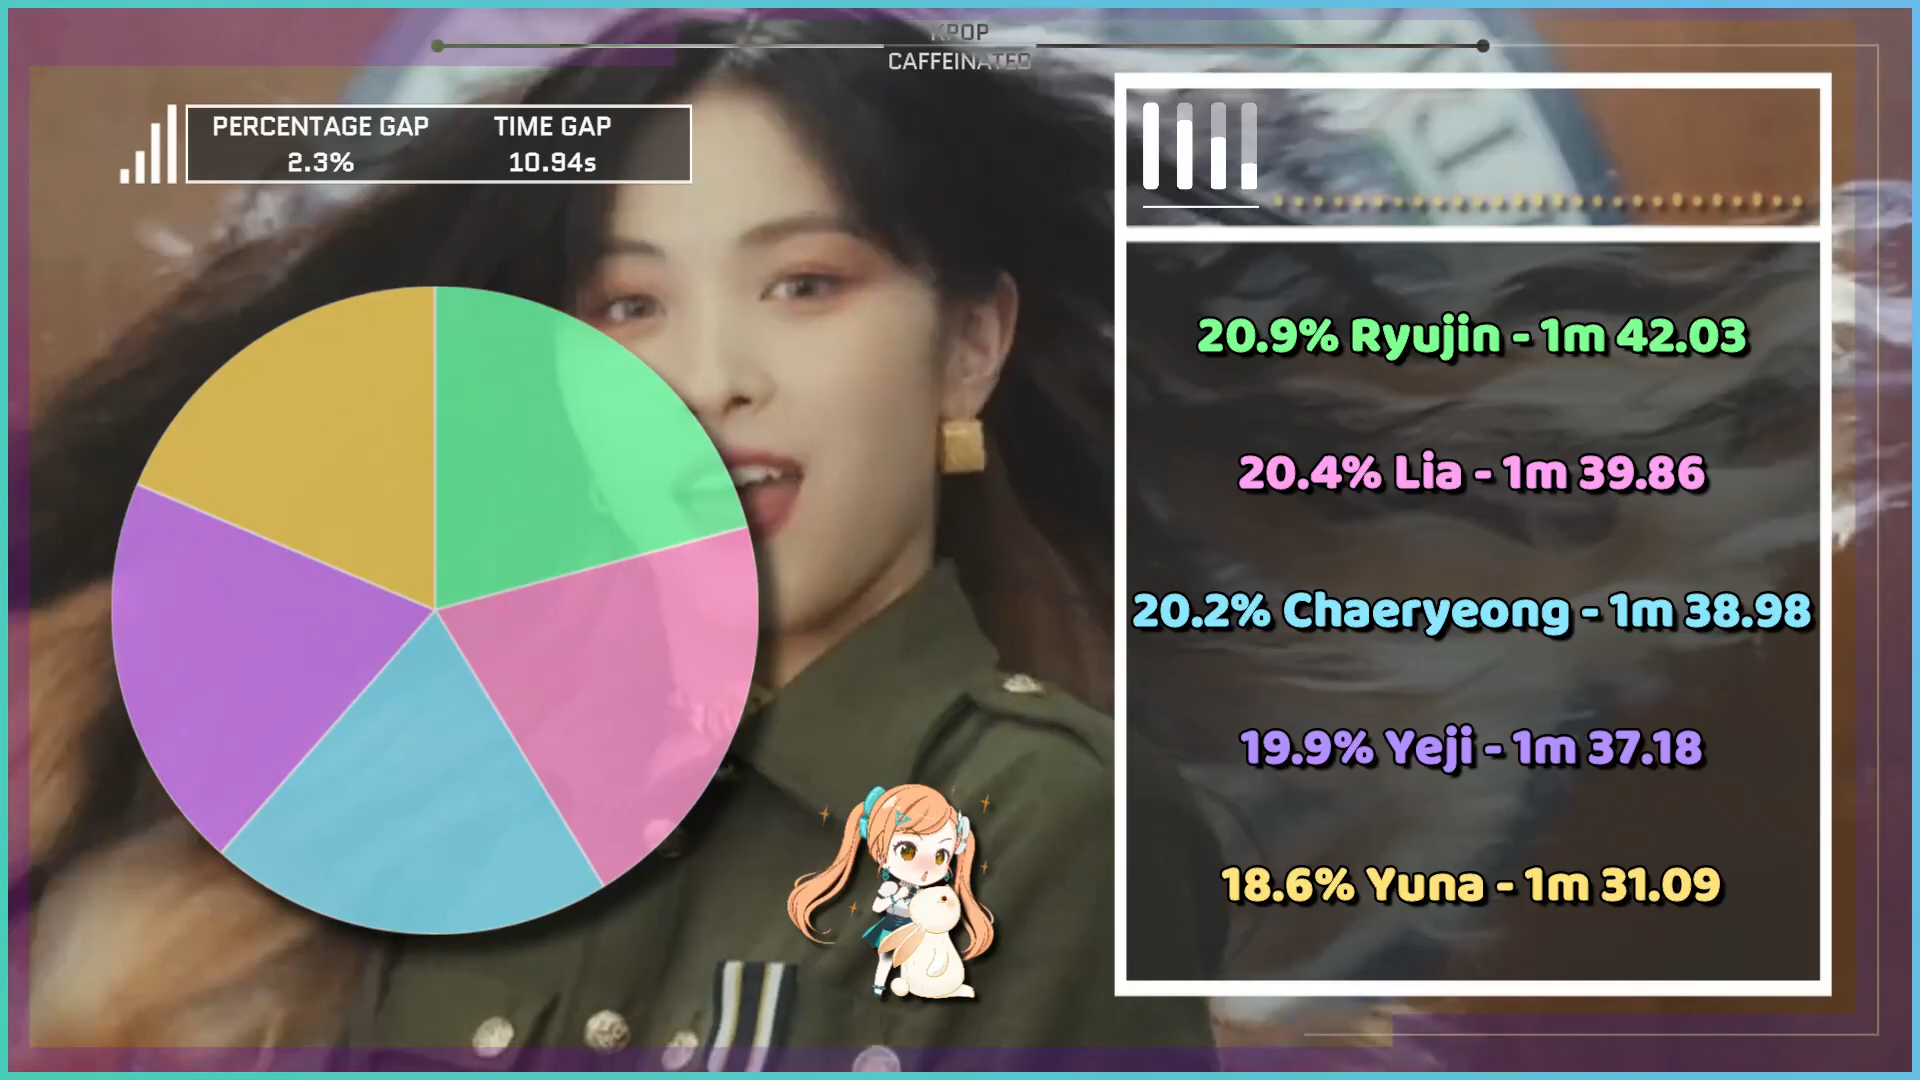 KPOP
CAFFEINATED
PERCENTAGE GAP TIME GAP
2.3% 10.94s
20.9% Ryujin - 1m 42.03
20.4% Lia - 1m 39.86
20.2% Chaeryeong - 1m 38.98
19.9% Yeji - 1m 37.18
18.6% Yuna - 1m 31.09